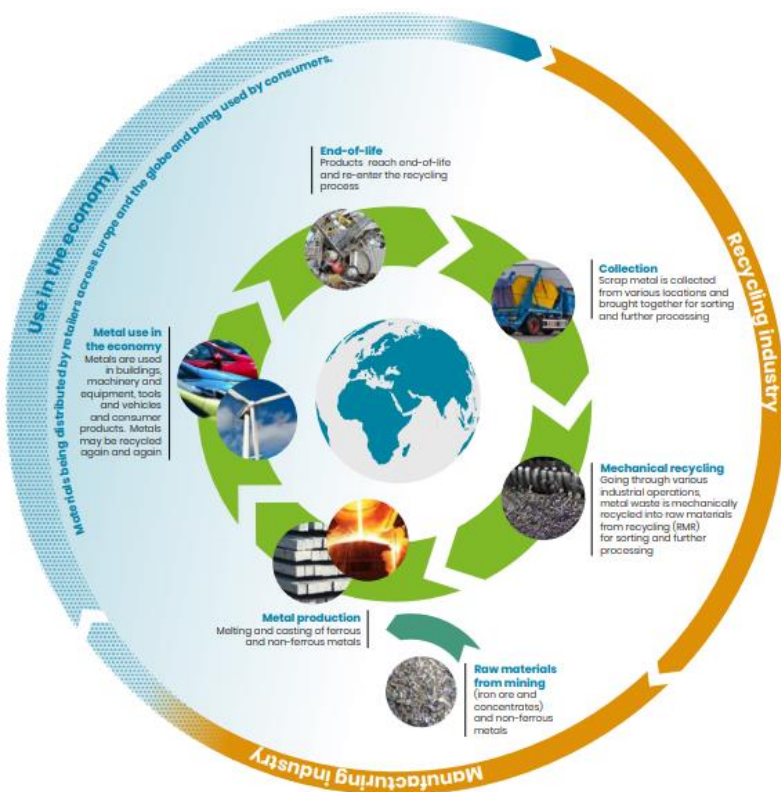 Use in the economy
Materials being distributed by retailers across Europe and the globe and being used by consumers.
End-of-life
Products reach end-of-life
and re-enter the recycling
process
Recycling industry
Collection
Scrap metal is collected
from various locations and
brought together for sorting
and further processing
Metal use in
the economy
Metals are used
in buildings,
machinery and
equipment, tools
and vehicles
and consumer
products. Metals
may be recycled
again and again
Mechanical recycling
Going through various
industrial operations,
metal waste is mechanically
recycled into raw materials
from recycling (RMR)
for sorting and further
processing
Metal production
Melting and casting of ferrous
and non-ferrous metals
Raw materials
from mining
(iron ore and
concentrates)
and non-ferrous
metals
Manufacturing industry